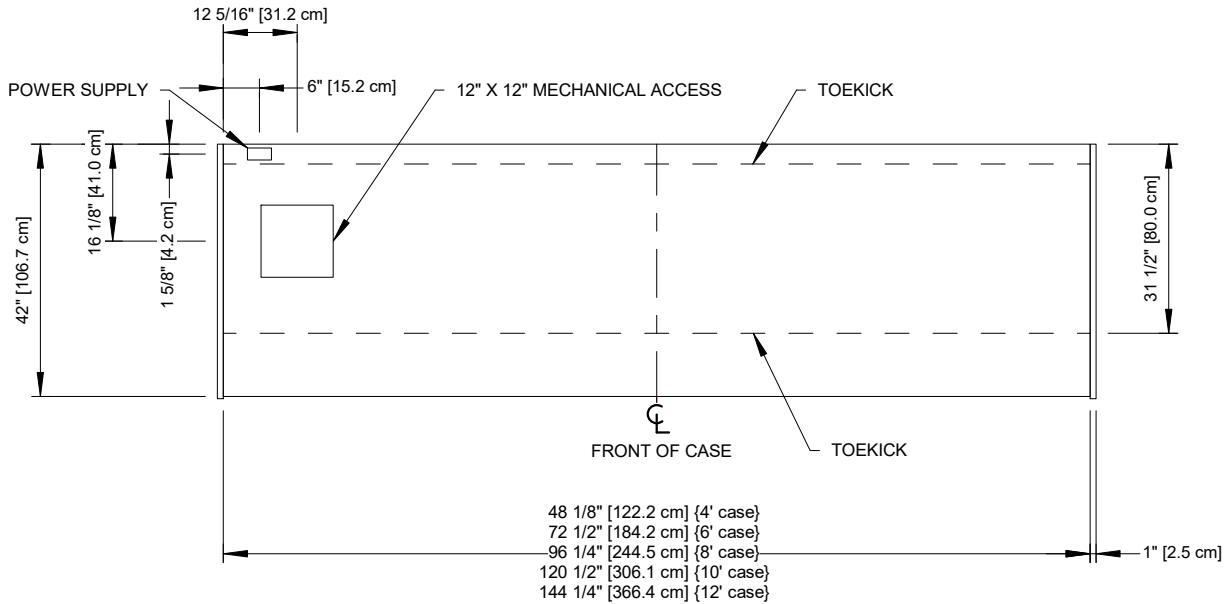 12 5/16" [31.2 cm]
6" [15.2 cm]
POWER SUPPLY
12" X 12" MECHANICAL ACCESS
TOEKICK
42" [106.7 cm]
16 1/8" [41.0 cm]
1 5/8" [4.2 cm]
31 1/2" [80.0 cm]
℄
FRONT OF CASE
TOEKICK
48 1/8" [122.2 cm] {4' case}
72 1/2" [184.2 cm] {6' case}
96 1/4" [244.5 cm] {8' case}
120 1/2" [306.1 cm] {10' case}
144 1/4" [366.4 cm] {12' case}
1" [2.5 cm]